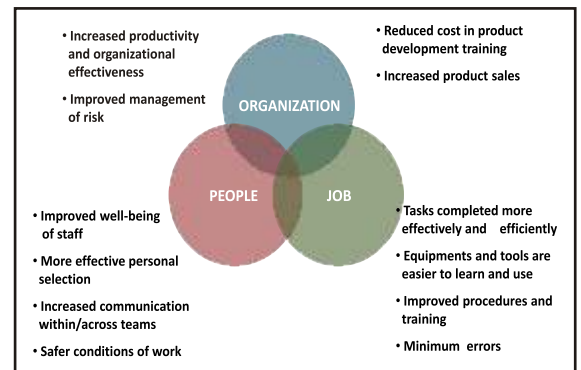 • Increased productivity
and organizational
effectiveness
• Improved management
of risk
• Reduced cost in product
development training
• Increased product sales
ORGANIZATION
PEOPLE
JOB
• Improved well-being
of staff
• More effective personal
selection
• Increased communication
within/across teams
• Safer conditions of work
• Tasks completed more
effectively and efficiently
• Equipments and tools are
easier to learn and use
• Improved procedures and
training
• Minimum errors